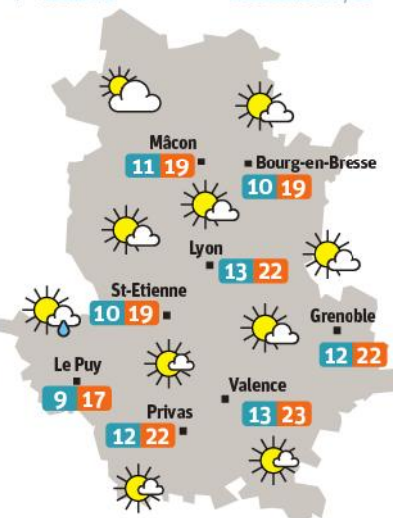 Mâcon
11 19
Bourg-en-Bresse
10 19
Lyon
13 22
St-Etienne
10 19
Grenoble
12 22
Le Puy
9 17
Valence
13 23
Privas
12 22